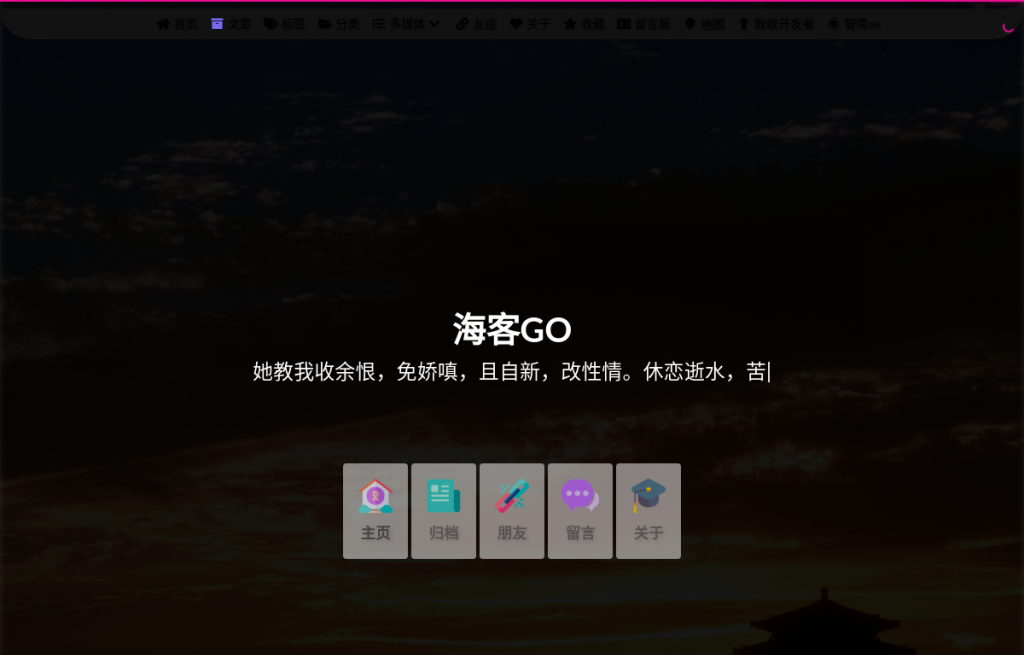 首页 文章 标签 分类 多媒体 友链 关于 收藏 留言板 地图 致敬开发者 智障os
海客GO
她教我收余恨，免娇嗔，且自新，改性情。休恋逝水，苦|
主页 归档 朋友 留言 关于